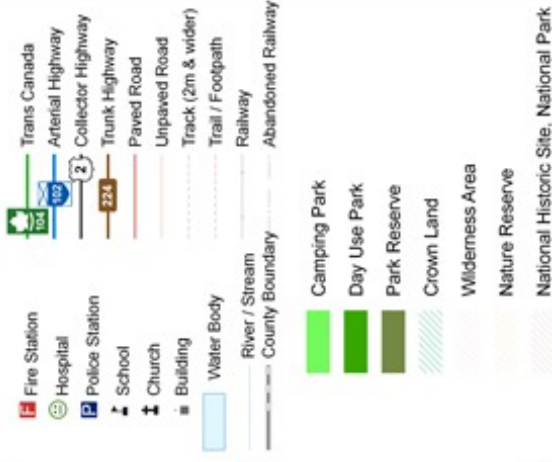 F Fire Station
Hospital
P Police Station
School
Church
Building
Water Body
River / Stream
County Boundary
104 Trans Canada
102 Arterial Highway
2 Collector Highway
224 Trunk Highway
Paved Road
Unpaved Road
Track (2m & wider)
Trail / Footpath
Railway
Abandoned Railway
Camping Park
Day Use Park
Park Reserve
Crown Land
Wilderness Area
Nature Reserve
National Historic Site, National Park